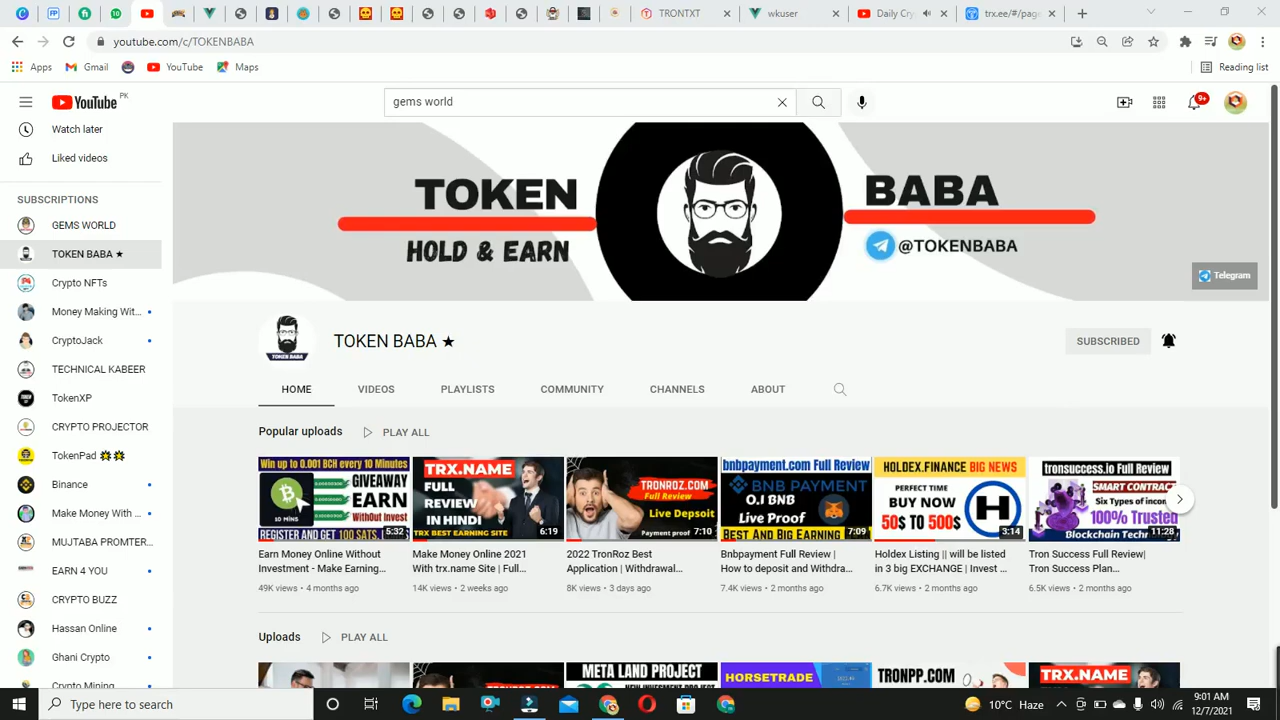 TRONTXT
wkuser
Daily Cry
trx.ee/#/page
youtube.com/c/TOKENBABA
Apps
Gmail
YouTube
Maps
Reading list
YouTube PK
gems world
9+
Watch later
Liked videos
SUBSCRIPTIONS
GEMS WORLD
TOKEN BABA ★
Crypto NFTs
Money Making Wit...
CryptoJack
TECHNICAL KABEER
TokenXP
CRYPTO PROJECTOR
TokenPad
Binance
Make Money With ...
MUJTABA PROMTER...
EARN 4 YOU
CRYPTO BUZZ
Hassan Online
Ghani Crypto
Crypto Mining
TOKEN
BABA
HOLD & EARN
@TOKENBABA
Telegram
TOKEN BABA
TOKEN BABA ★
SUBSCRIBED
HOME
VIDEOS
PLAYLISTS
COMMUNITY
CHANNELS
ABOUT
Popular uploads
PLAY ALL
Win up to 0.001 BCH every 10 Minutes
GIVEAWAY
EARN
Without Invest
10 MINS
REGISTER AND GET 100 SATS.
5:32
Earn Money Online Without
Investment - Make Earning...
49K views • 4 months ago
TRX.NAME
FULL
REVIEW
IN HINDI
TRX BEST EARNING SITE
6:19
Make Money Online 2021
With trx.name Site | Full...
14K views • 2 weeks ago
TRONROZ.COM
Full Review
Live Depsoit
Payment proof
7:10
2022 TronRoz Best
Application | Withdrawal...
8K views • 3 days ago
bnbpayment.com Full Review
BNB PAYMENT
O.I BNB
Live Proof
BEST And BIG EARNING
7:09
Bnbpayment Full Review |
How to deposit and Withdra...
7.4K views • 2 months ago
HOLDEX.FINANCE BIG NEWS
PERFECT TIME
BUY NOW
50$ TO 500$
3:14
Holdex Listing || will be listed
in 3 big EXCHANGE | Invest ...
6.7K views • 2 months ago
tronsuccess.io Full Review
SMART CONTRACT
Six Types of incom
100% Trusted
Blockchain Technology
11:28
Tron Success Full Review|
Tron Success Plan...
6.5K views • 2 months ago
Uploads
PLAY ALL
META LAND PROJECT
HORSETRADE
TRONPP.COM
TRX.NAME
Type here to search
10°C Haze
9:01 AM
12/7/2021